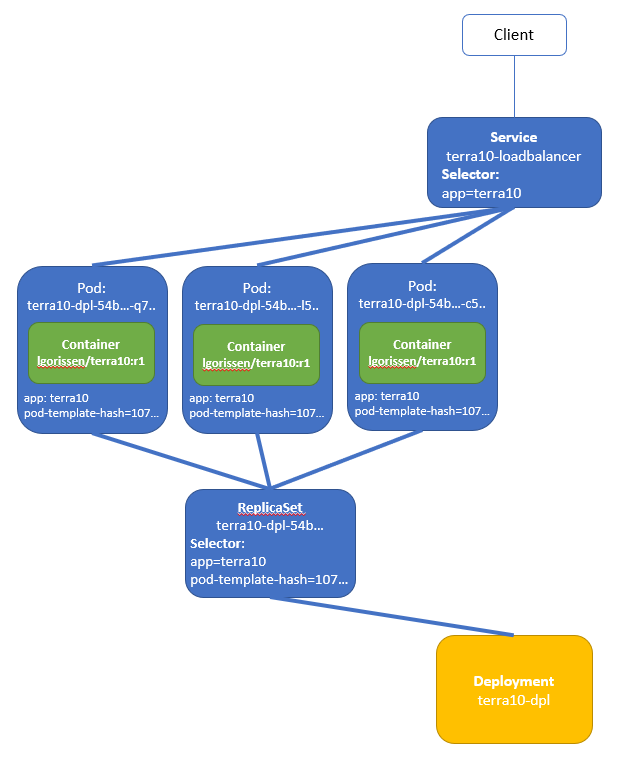 Client
Service
terra10-loadbalancer
Selector:
app=terra10
Pod:
terra10-dpl-54b...-q7..
Container
lgorissen/terra10:r1
app: terra10
pod-template-hash=107...
Pod:
terra10-dpl-54b...-l5..
Container
lgorissen/terra10:r1
app: terra10
pod-template-hash=107...
Pod:
terra10-dpl-54b...-c5..
Container
lgorissen/terra10:r1
app: terra10
pod-template-hash=107...
ReplicaSet
terra10-dpl-54b...
Selector:
app=terra10
pod-template-hash=107...
Deployment
terra10-dpl